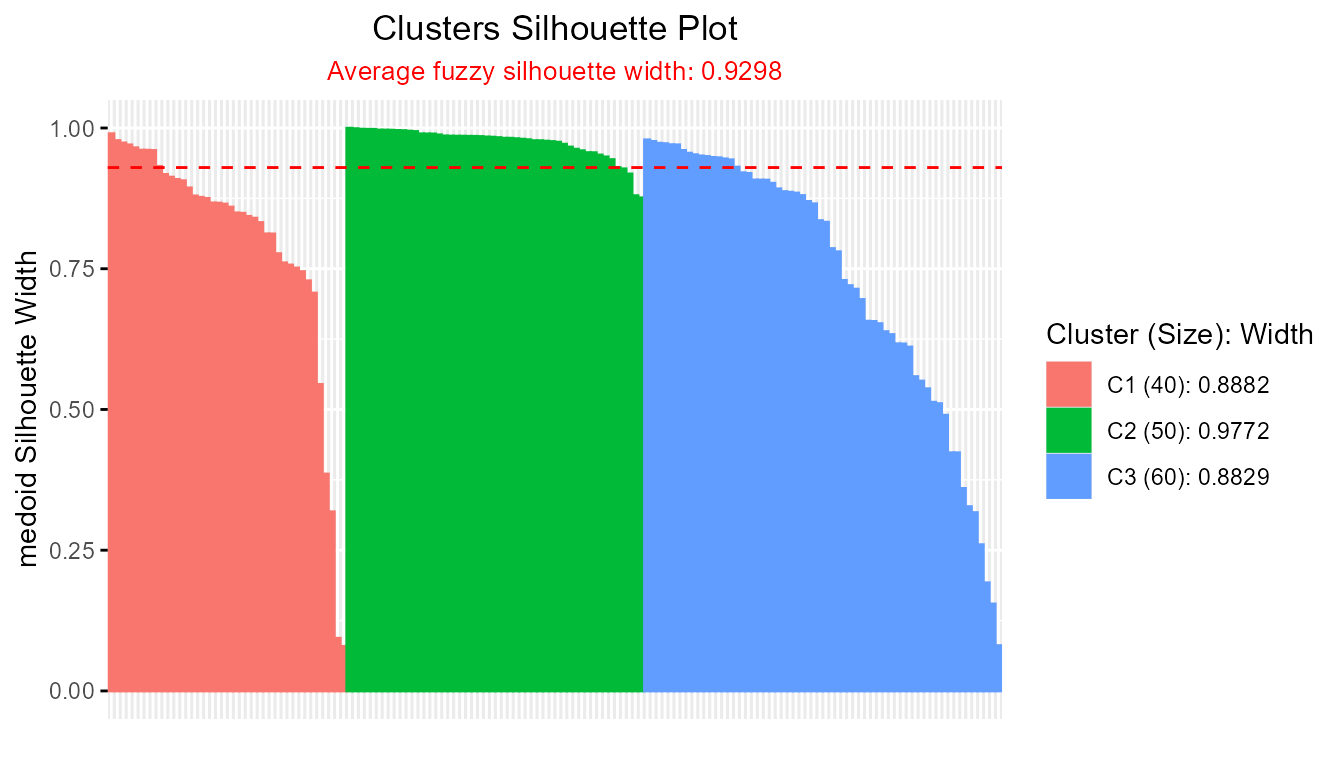 Clusters Silhouette Plot
Average fuzzy silhouette width: 0.9298
medoid Silhouette Width
1.00
0.75
0.50
0.25
0.00
Cluster (Size): Width
C1 (40): 0.8882
C2 (50): 0.9772
C3 (60): 0.8829